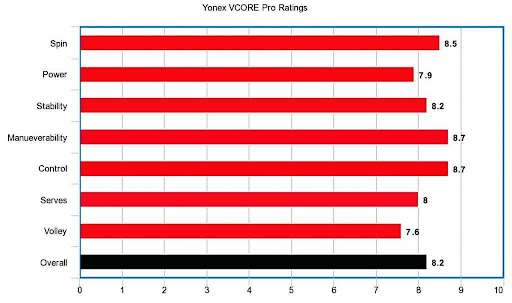 Yonex VCORE Pro Ratings
Spin 8.5
Power 7.9
Stability 8.2
Manueverability 8.7
Control 8.7
Serves 8
Volley 7.6
Overall 8.2
0 1 2 3 4 5 6 7 8 9 10